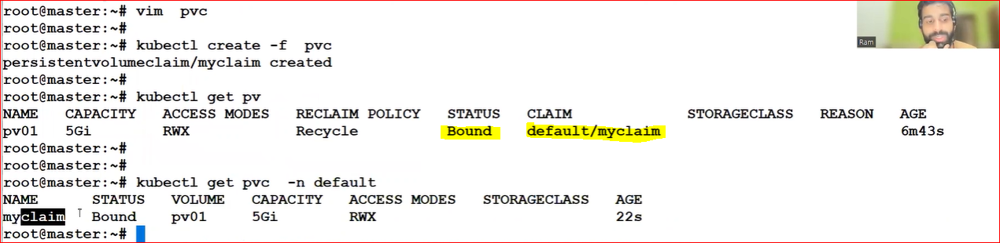 root@master:~# vim  pvc
root@master:~#
root@master:~# kubectl create -f  pvc
persistentvolumeclaim/myclaim created
root@master:~#
root@master:~# kubectl get pv
NAME   CAPACITY   ACCESS MODES   RECLAIM POLICY   STATUS   CLAIM             STORAGECLASS   REASON   AGE
pv01   5Gi        RWX            Recycle          Bound    default/myclaim                           6m43s
root@master:~#
root@master:~#
root@master:~# kubectl get pvc  -n default
NAME      STATUS   VOLUME   CAPACITY   ACCESS MODES   STORAGECLASS   AGE
myclaim   Bound    pv01     5Gi        RWX                           22s
root@master:~#
Ram